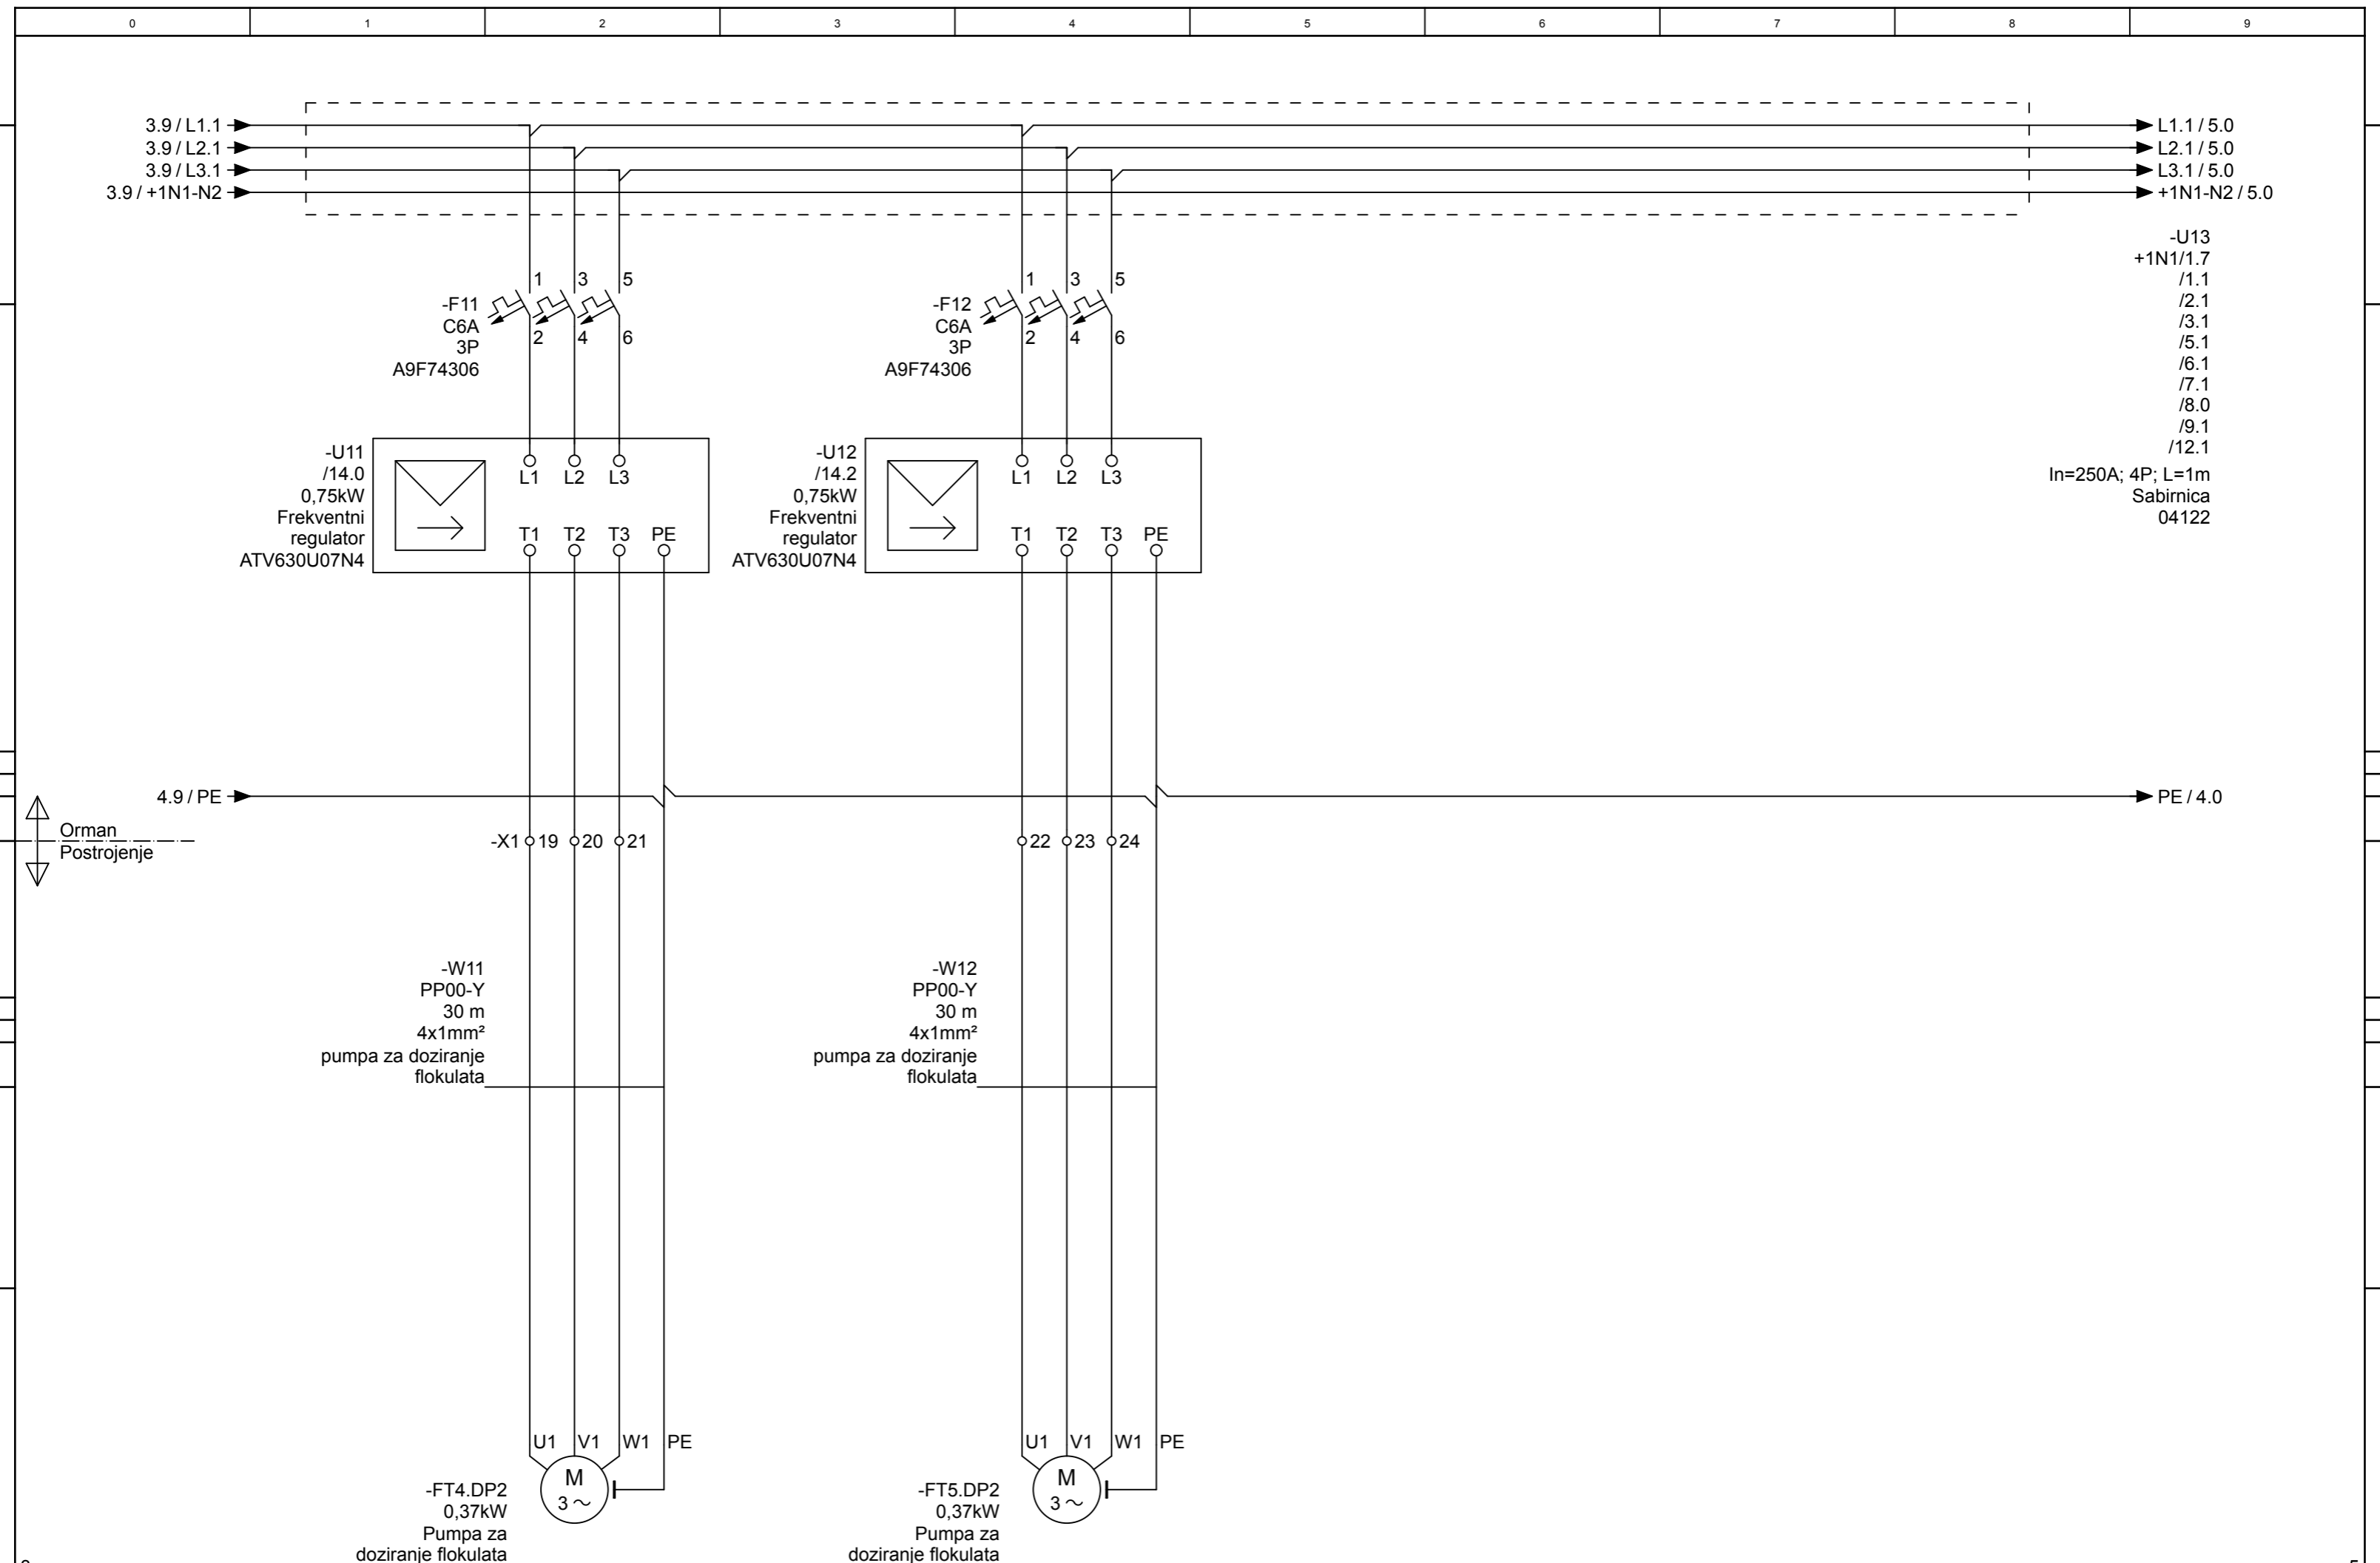 0 1 2 3 4 5 6 7 8 9
3.9 / L1.1
3.9 / L2.1
3.9 / L3.1
3.9 / +1N1-N2
L1.1 / 5.0
L2.1 / 5.0
L3.1 / 5.0
+1N1-N2 / 5.0
-U13
+1N1/1.7
/1.1
/2.1
/3.1
/5.1
/6.1
/7.1
/8.0
/9.1
/12.1
In=250A; 4P; L=1m
Sabirnica
04122
1 3 5
-F11
C6A
3P
A9F74306
2 4 6
1 3 5
-F12
C6A
3P
A9F74306
2 4 6
-U11
/14.0
0,75kW
Frekventni
regulator
ATV630U07N4
L1 L2 L3
T1 T2 T3 PE
-U12
/14.2
0,75kW
Frekventni
regulator
ATV630U07N4
L1 L2 L3
T1 T2 T3 PE
4.9 / PE
PE / 4.0
Orman
Postrojenje
-X1 19 20 21
22 23 24
-W11
PP00-Y
30 m
4x1mm²
pumpa za doziranje
flokulata
-W12
PP00-Y
30 m
4x1mm²
pumpa za doziranje
flokulata
U1 V1 W1 PE
M
3 ~
-FT4.DP2
0,37kW
Pumpa za
doziranje flokulata
U1 V1 W1 PE
M
3 ~
-FT5.DP2
0,37kW
Pumpa za
doziranje flokulata